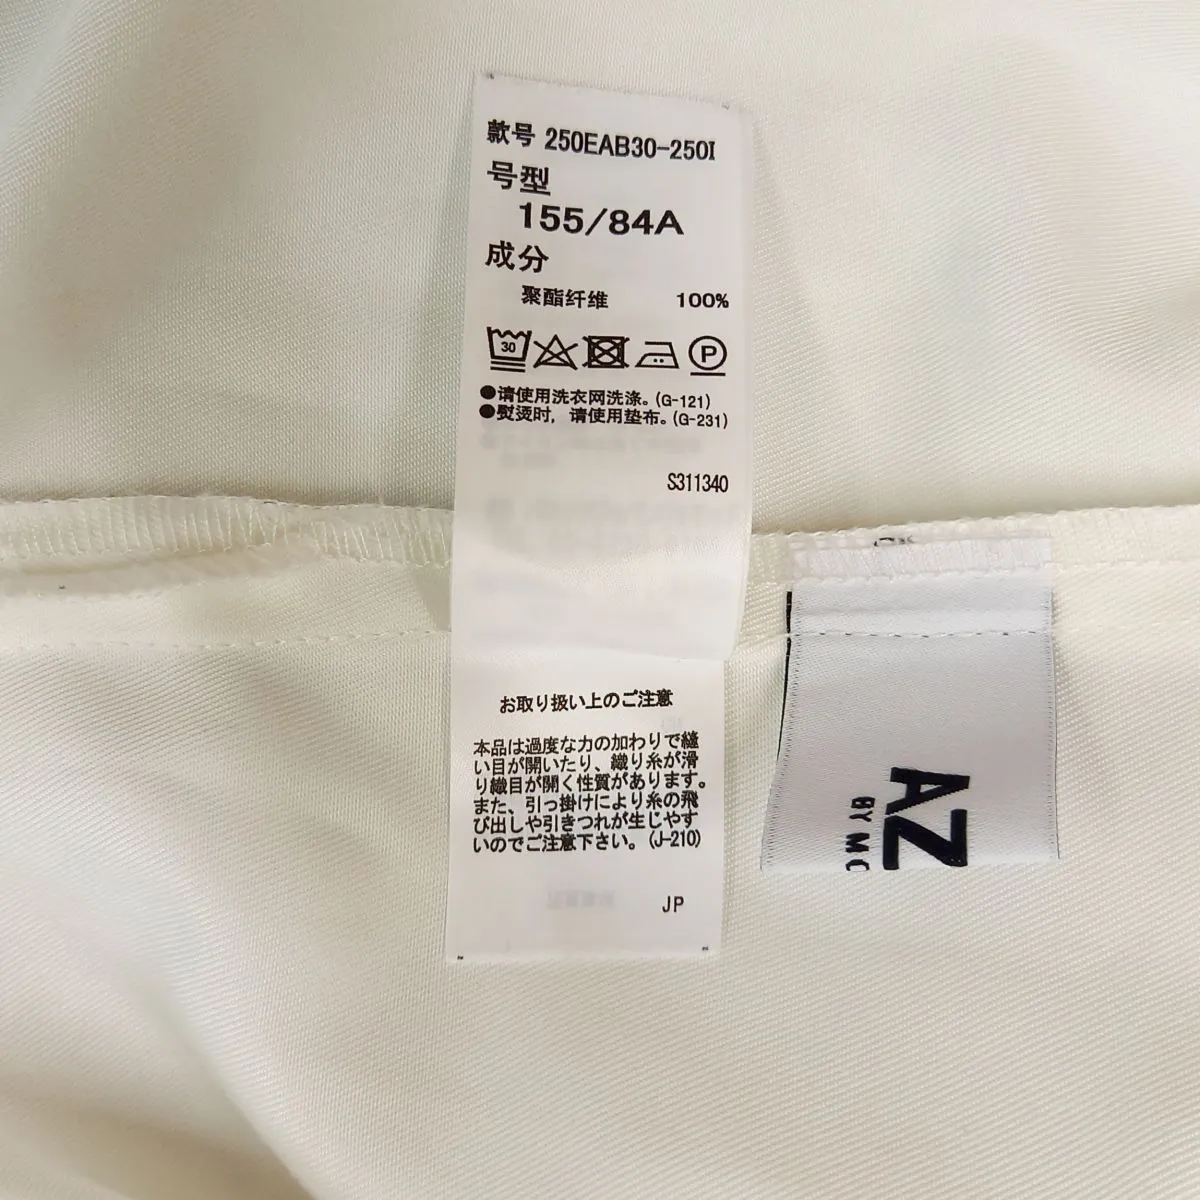 款号 250EAB30-250I
号型
155/84A
成分
聚酯纤维 100%
30
P
●请使用洗衣网洗涤。(G-121)
●熨烫时, 请使用垫布。(G-231)
S311340
お取り扱い上のご注意
本品は過度な力の加わりで縫
い目が開いたり、織り糸が滑
り織目が開く性質があります。
また、引っ掛けにより糸の飛
び出しや引きつれが生じやす
いのでご注意下さい。(J-210)
JP
AZ
BY MO